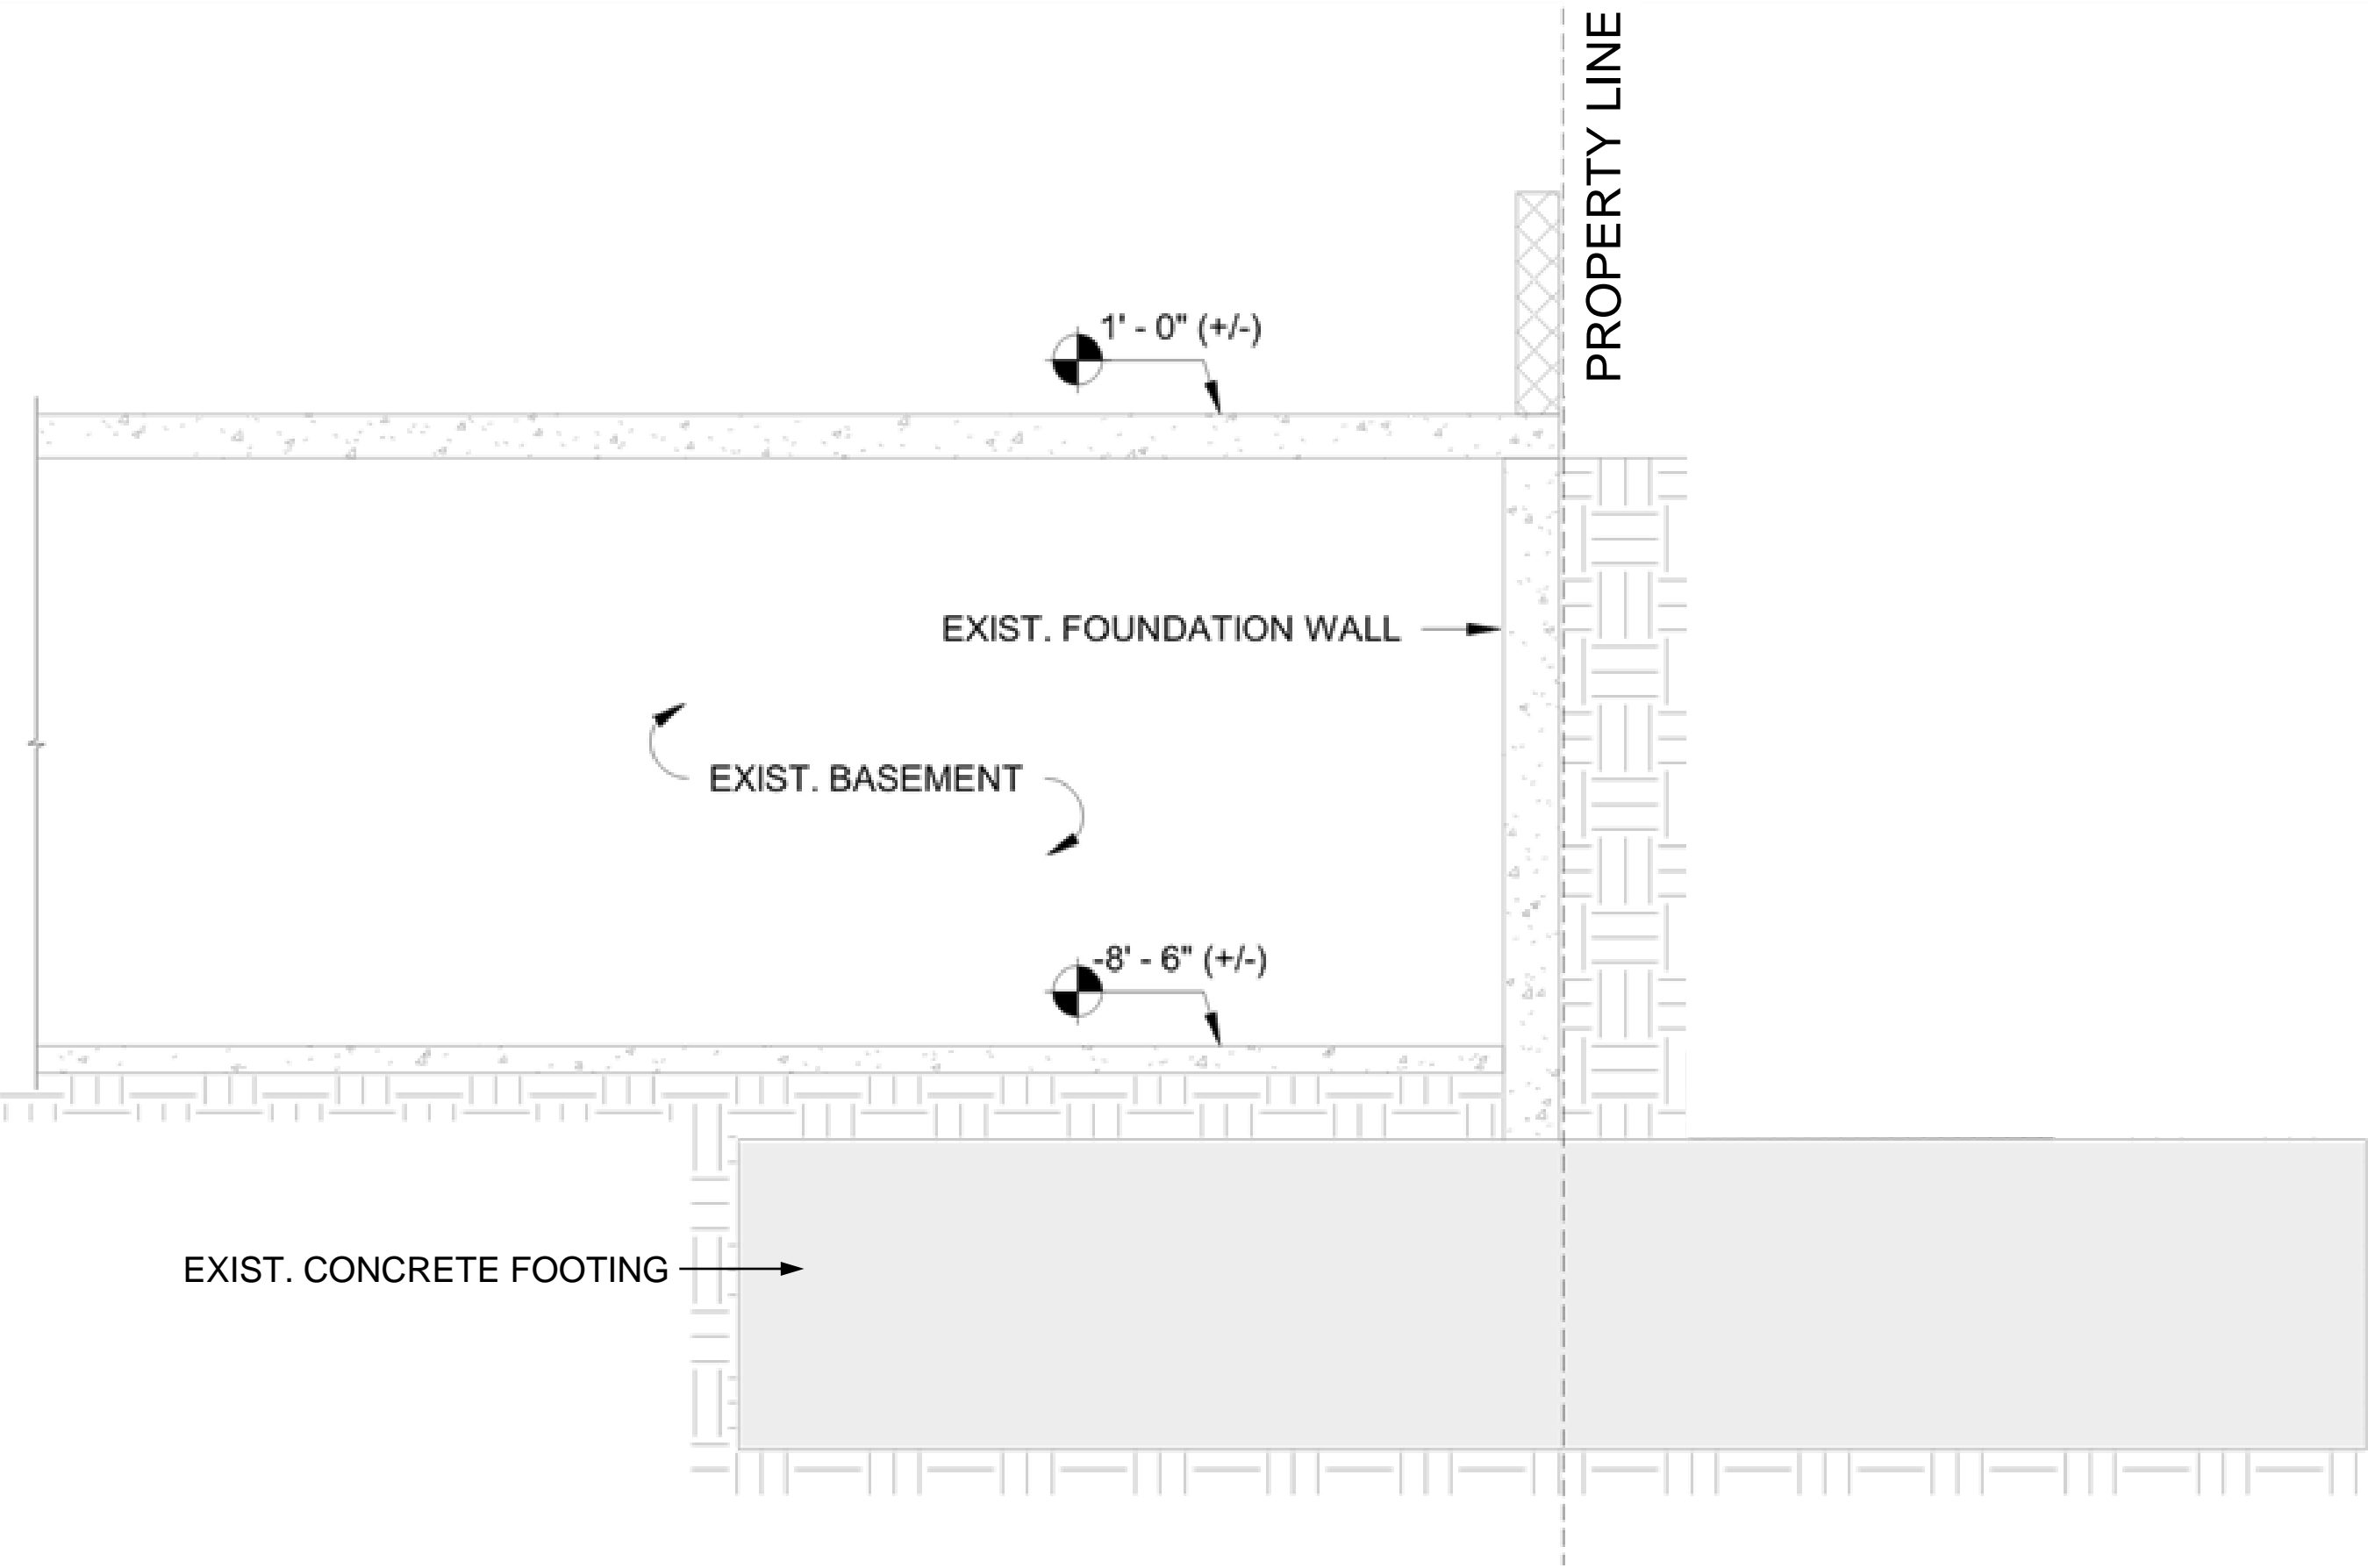 PROPERTY LINE
1' - 0" (+/-)
EXIST. FOUNDATION WALL
EXIST. BASEMENT
-8' - 6" (+/-)
EXIST. CONCRETE FOOTING